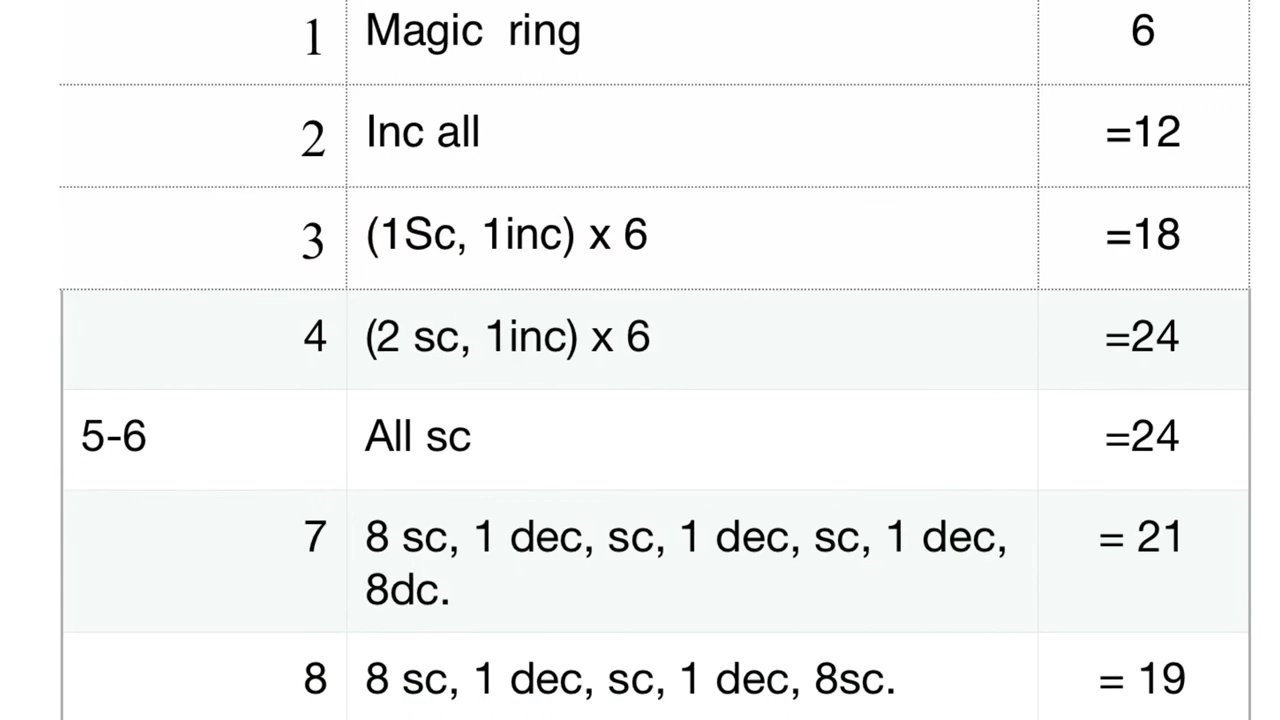 1 Magic ring 6
2 Inc all =12
3 (1Sc, 1inc) x 6 =18
4 (2 sc, 1inc) x 6 =24
5-6 All sc =24
7 8 sc, 1 dec, sc, 1 dec, sc, 1 dec, = 21
8dc.
8 8 sc, 1 dec, sc, 1 dec, 8sc. = 19